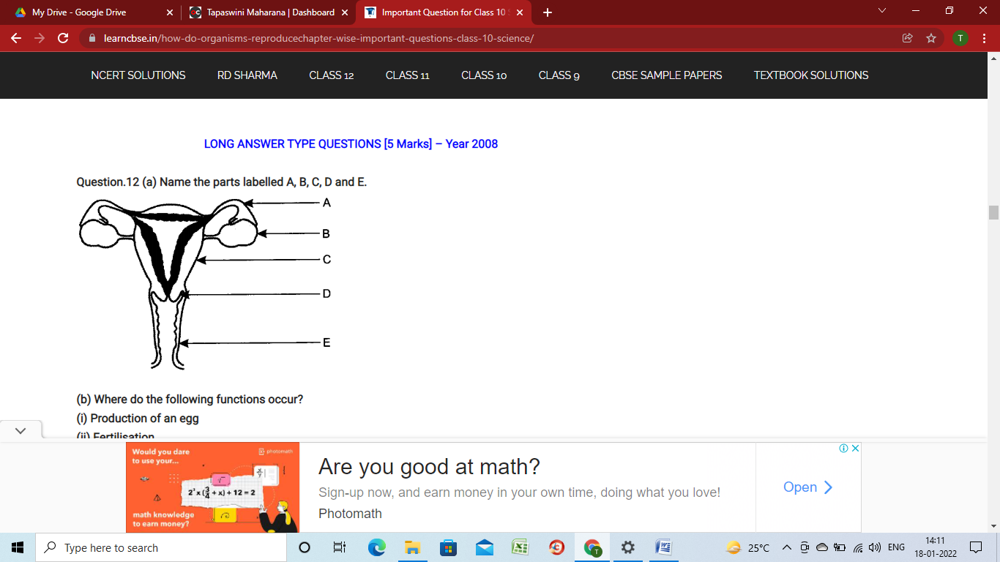 My Drive - Google Drive
Tapaswini Maharana | Dashboard
Important Question for Class 10
learncbse.in/how-do-organisms-reproducechapter-wise-important-questions-class-10-science/
T
NCERT SOLUTIONS RD SHARMA CLASS 12 CLASS 11 CLASS 10 CLASS 9 CBSE SAMPLE PAPERS TEXTBOOK SOLUTIONS
LONG ANSWER TYPE QUESTIONS [5 Marks] – Year 2008
Question.12 (a) Name the parts labelled A, B, C, D and E.
A
B
C
D
E
(b) Where do the following functions occur?
(i) Production of an egg
(ii) Fertilisation
Would you dare
to use your...
photomath
2˟ x (3/4 + x) + 12 = 2
math knowledge
to earn money?
Are you good at math?
Sign-up now, and earn money in your own time, doing what you love!
Photomath
Open
Type here to search
25°C
ENG
14:11
18-01-2022